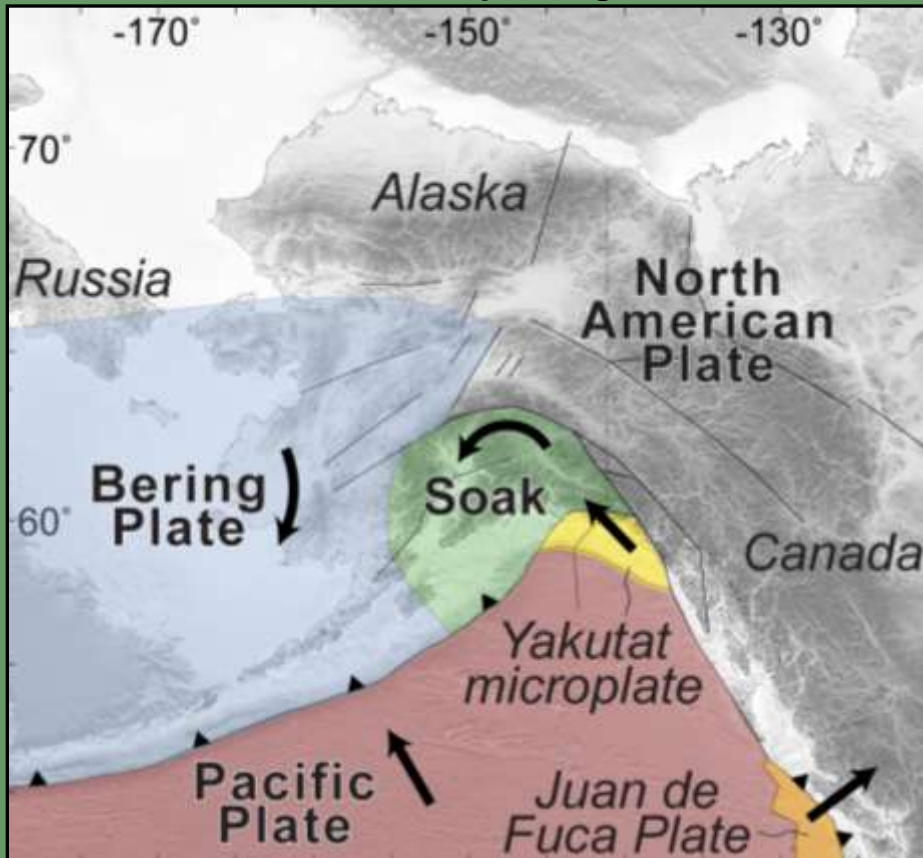 -170°
-150°
-130°
70°
Alaska
Russia
North
American
Plate
Bering
Plate
Soak
60°
Canada
Yakutat
microplate
Pacific
Plate
Juan de
Fuca Plate